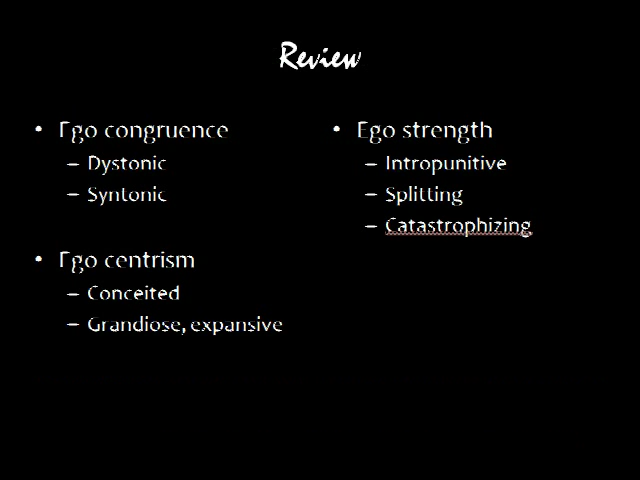 Review
• Ego congruence
– Dystonic
– Syntonic
• Ego centrism
– Conceited
– Grandiose, expansive
• Ego strength
– Intropunitive
– Splitting
– Catastrophizing